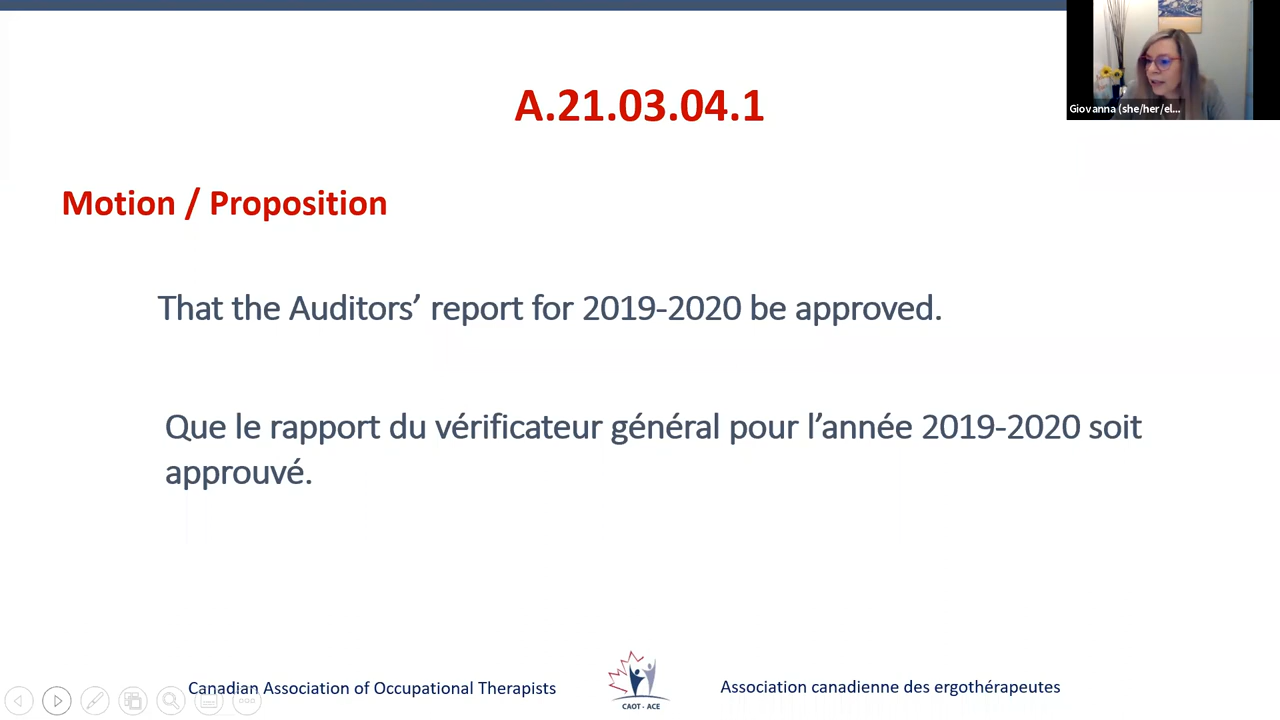 A.21.03.04.1
Giovanna (she/her/el...
Motion / Proposition
That the Auditors’ report for 2019-2020 be approved.
Que le rapport du vérificateur général pour l’année 2019-2020 soit
approuvé.
Canadian Association of Occupational Therapists
CAOT - ACE
Association canadienne des ergothérapeutes